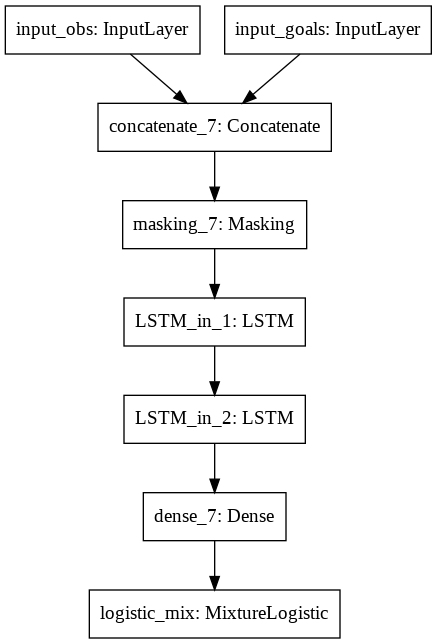 input_obs: InputLayer
input_goals: InputLayer
concatenate_7: Concatenate
masking_7: Masking
LSTM_in_1: LSTM
LSTM_in_2: LSTM
dense_7: Dense
logistic_mix: MixtureLogistic